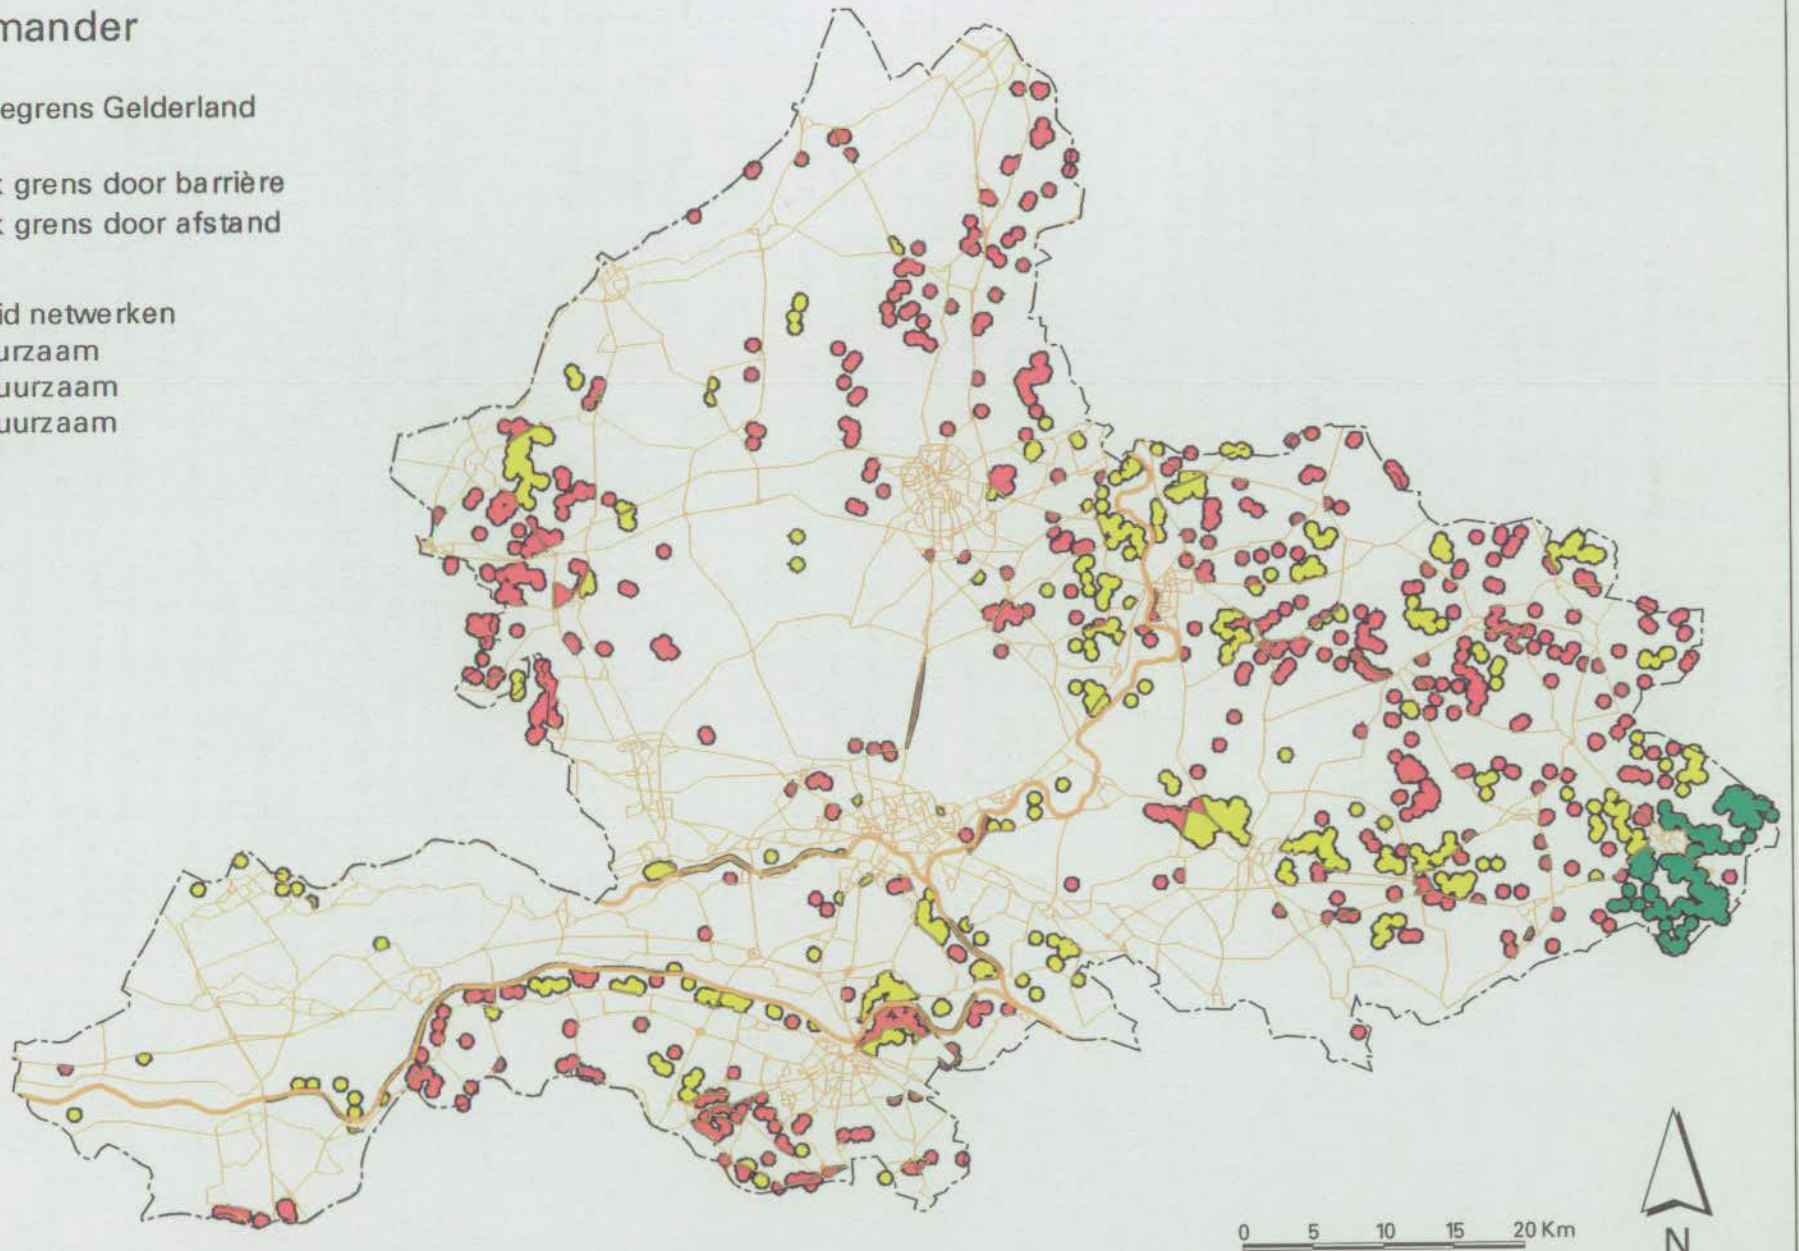 mander
egrens Gelderland
grens door barrière
grens door afstand
id netwerken
urzaam
uurzaam
uurzaam
0 5 10 15 20 Km
N